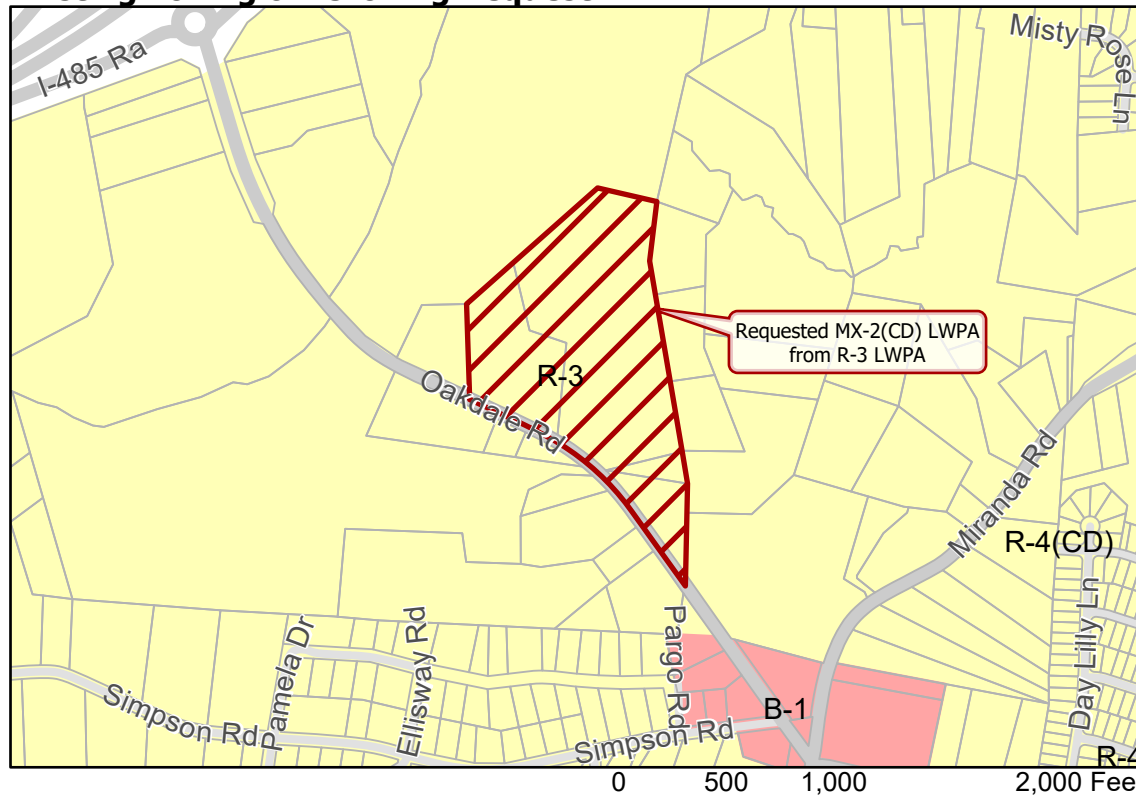 I-485 Ra
Misty Rose Ln
Requested MX-2(CD) LWPA
from R-3 LWPA
R-3
Oakdale Rd
Miranda Rd
R-4(CD)
Day Lilly Ln
Pargo Rd
Pamela Dr
Ellisway Rd
B-1
Simpson Rd
Simpson Rd
R-4
0 500 1,000 2,000 Fee